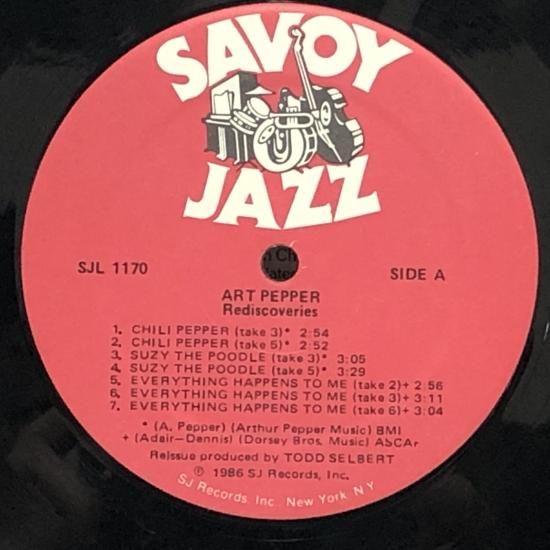 SAVOY
JAZZ
SJL 1170
SIDE A
ART PEPPER
Rediscoveries
1. CHILI PEPPER (take 3)* 2:54
2. CHILI PEPPER (take 5)* 2:52
3. SUZY THE POODLE (take 3)* 3:05
4. SUZY THE POODLE (take 5)* 3:29
5. EVERYTHING HAPPENS TO ME (take 2)+ 2:56
6. EVERYTHING HAPPENS TO ME (take 3)+ 3:11
7. EVERYTHING HAPPENS TO ME (take 6)+ 3:04
* (A. Pepper) (Arthur Pepper Music) BMI
+ (Adair—Dennis) (Dorsey Bros. Music) ASCAr
Reissue produced by TODD SELBERT
℗ 1986 SJ Records, Inc.
SJ Records, Inc., New York, N.Y.